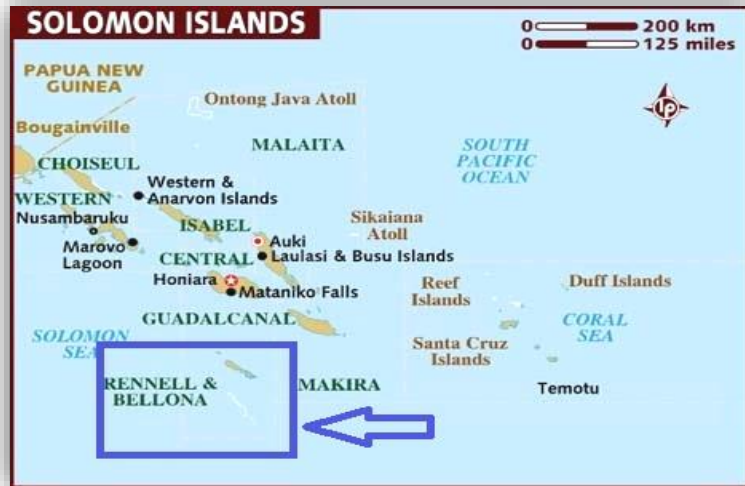 SOLOMON ISLANDS
0 200 km
0 125 miles
PAPUA NEW
GUINEA
Ontong Java Atoll
Bougainville
MALAITA
SOUTH
PACIFIC
OCEAN
CHOISEUL
Western &
Anarvon Islands
WESTERN
Nusambaruku
ISABEL
Sikaiana
Atoll
Auki
Marovo
Lagoon
CENTRAL
Laulasi & Busu Islands
Honiara
Mataniko Falls
Reef
Islands
Duff Islands
GUADALCANAL
CORAL
SEA
SOLOMON
SEA
Santa Cruz
Islands
RENNELL &
BELLONA
MAKIRA
Temotu
lp